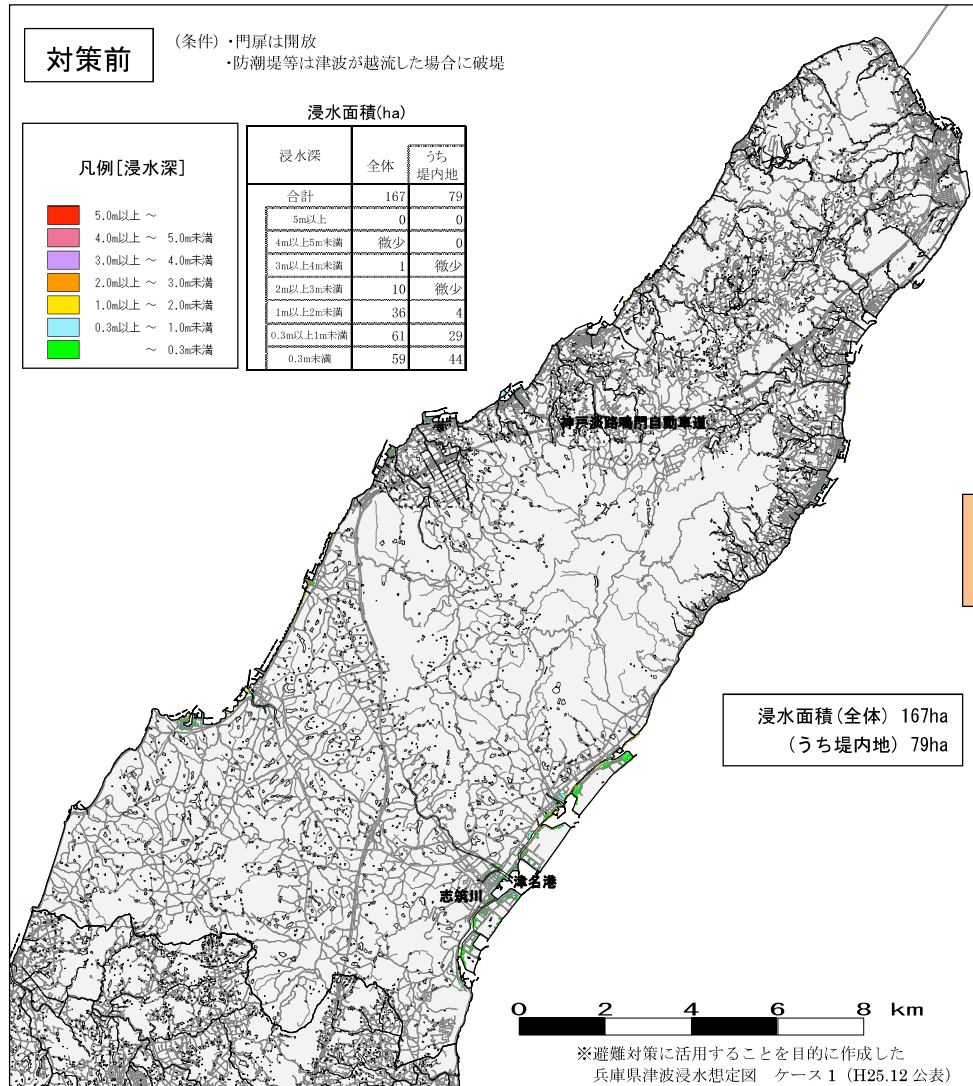 対策前
(条件)・門扉は開放
・防潮堤等は津波が越流した場合に破堤
浸水面積(ha)
浸水深 全体 うち堤内地
合計 167 79
5m以上 0 0
4m以上5m未満 微少 0
3m以上4m未満 1 微少
2m以上3m未満 10 微少
1m以上2m未満 36 4
0.3m以上1m未満 61 29
0.3m未満 59 44
凡例[浸水深]
5.0m以上 ～
4.0m以上 ～ 5.0m未満
3.0m以上 ～ 4.0m未満
2.0m以上 ～ 3.0m未満
1.0m以上 ～ 2.0m未満
0.3m以上 ～ 1.0m未満
～ 0.3m未満
神戸淡路鳴門自動車道
浸水面積(全体) 167ha
(うち堤内地) 79ha
津名港
志筑川
0 2 4 6 8 km
※避難対策に活用することを目的に作成した
兵庫県津波浸水想定図 ケース1(H25.12公表)